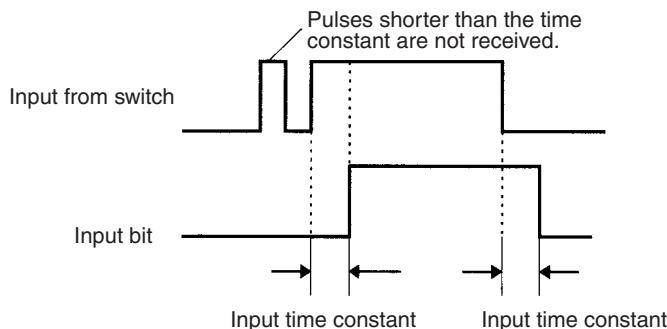 Pulses shorter than the time
constant are not received.
Input from switch
Input bit
Input time constant
Input time constant